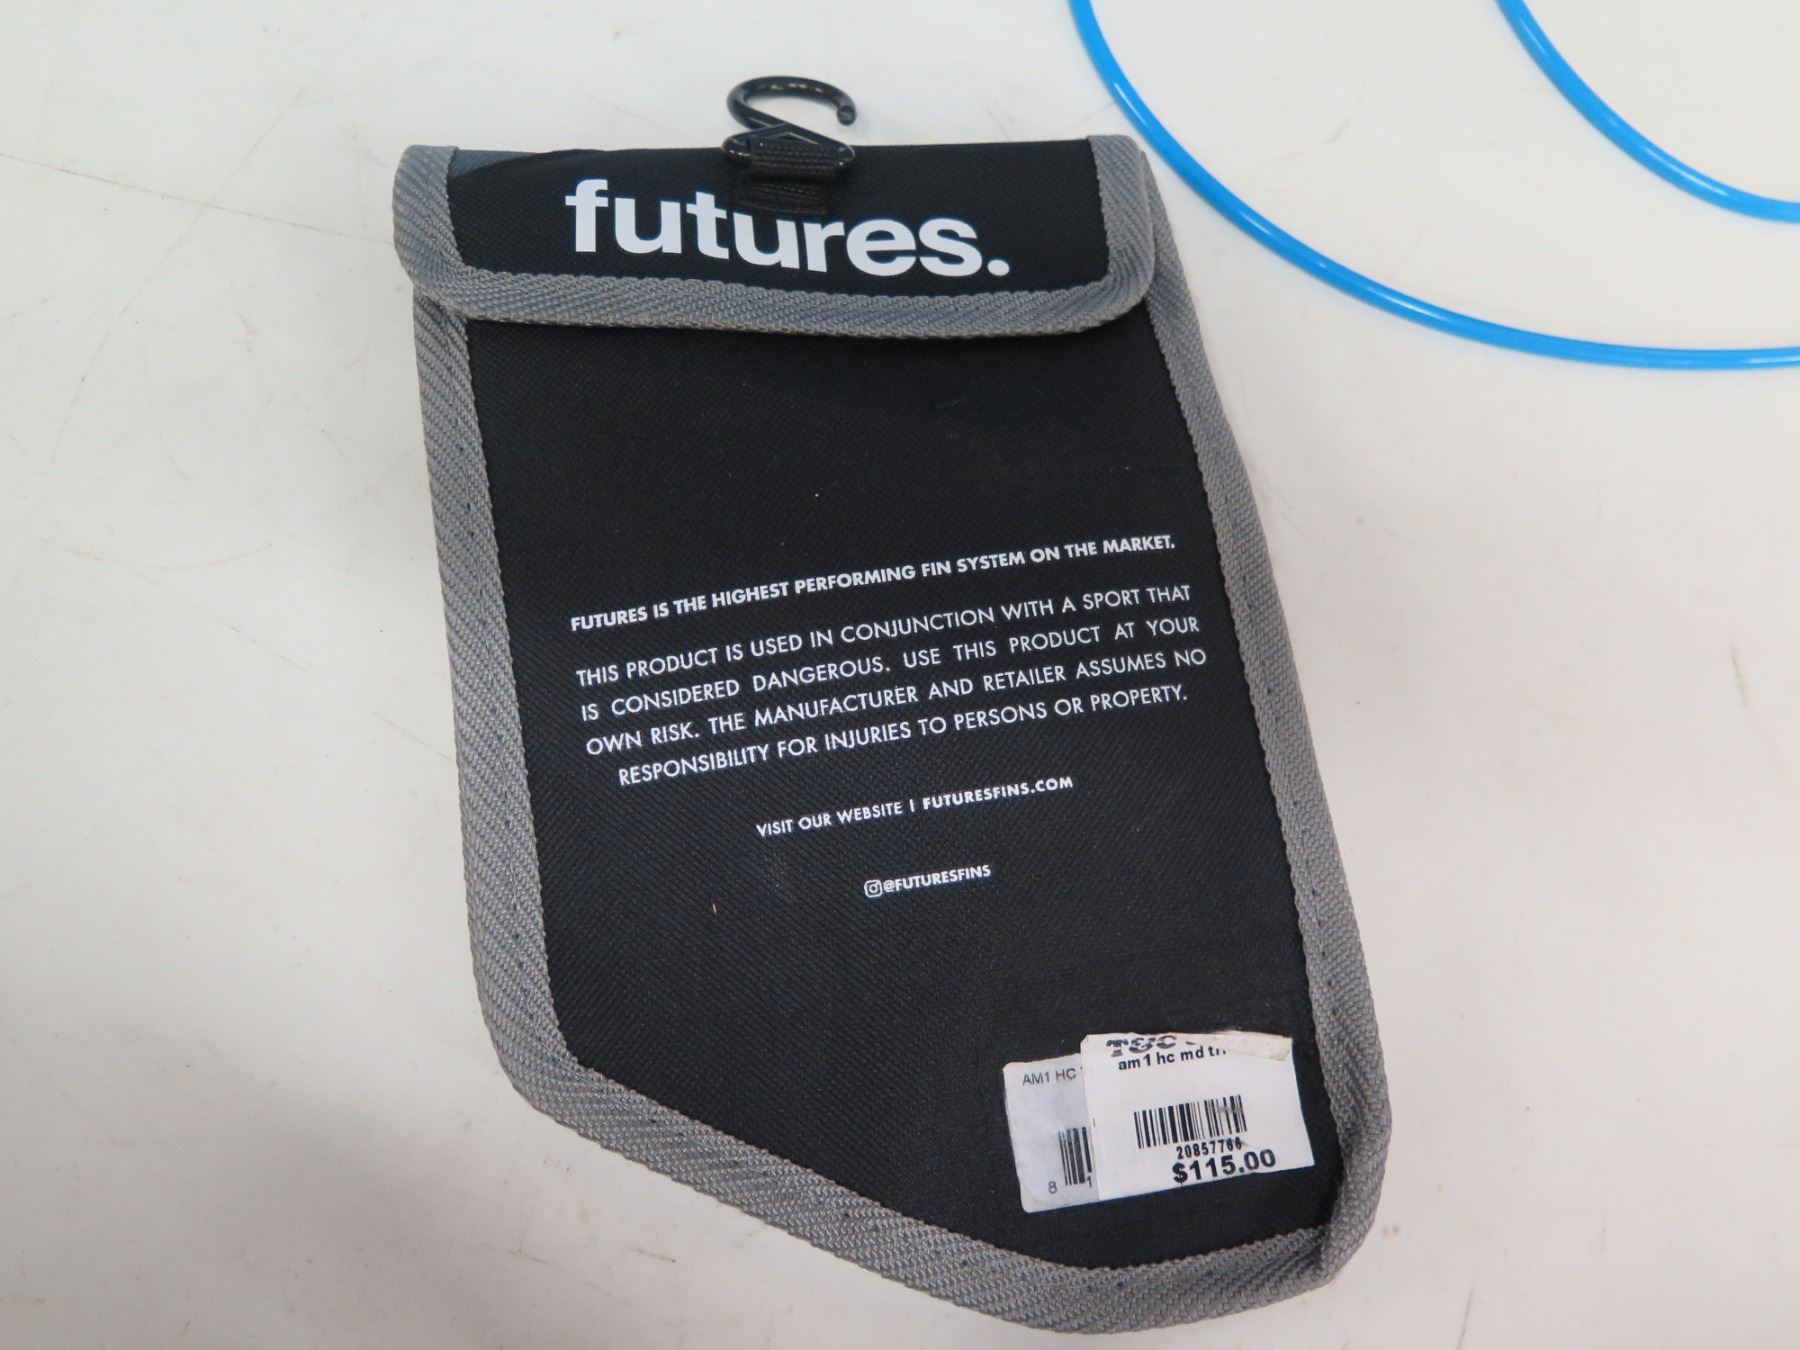 futures.
FUTURES IS THE HIGHEST PERFORMING FIN SYSTEM ON THE MARKET.
THIS PRODUCT IS USED IN CONJUNCTION WITH A SPORT THAT
IS CONSIDERED DANGEROUS. USE THIS PRODUCT AT YOUR
OWN RISK. THE MANUFACTURER AND RETAILER ASSUMES NO
RESPONSIBILITY FOR INJURIES TO PERSONS OR PROPERTY.
VISIT OUR WEBSITE | FUTURESFINS.COM
@FUTURESFINS
AM1 HC
8 1
am1 hc md
20857766
$115.00